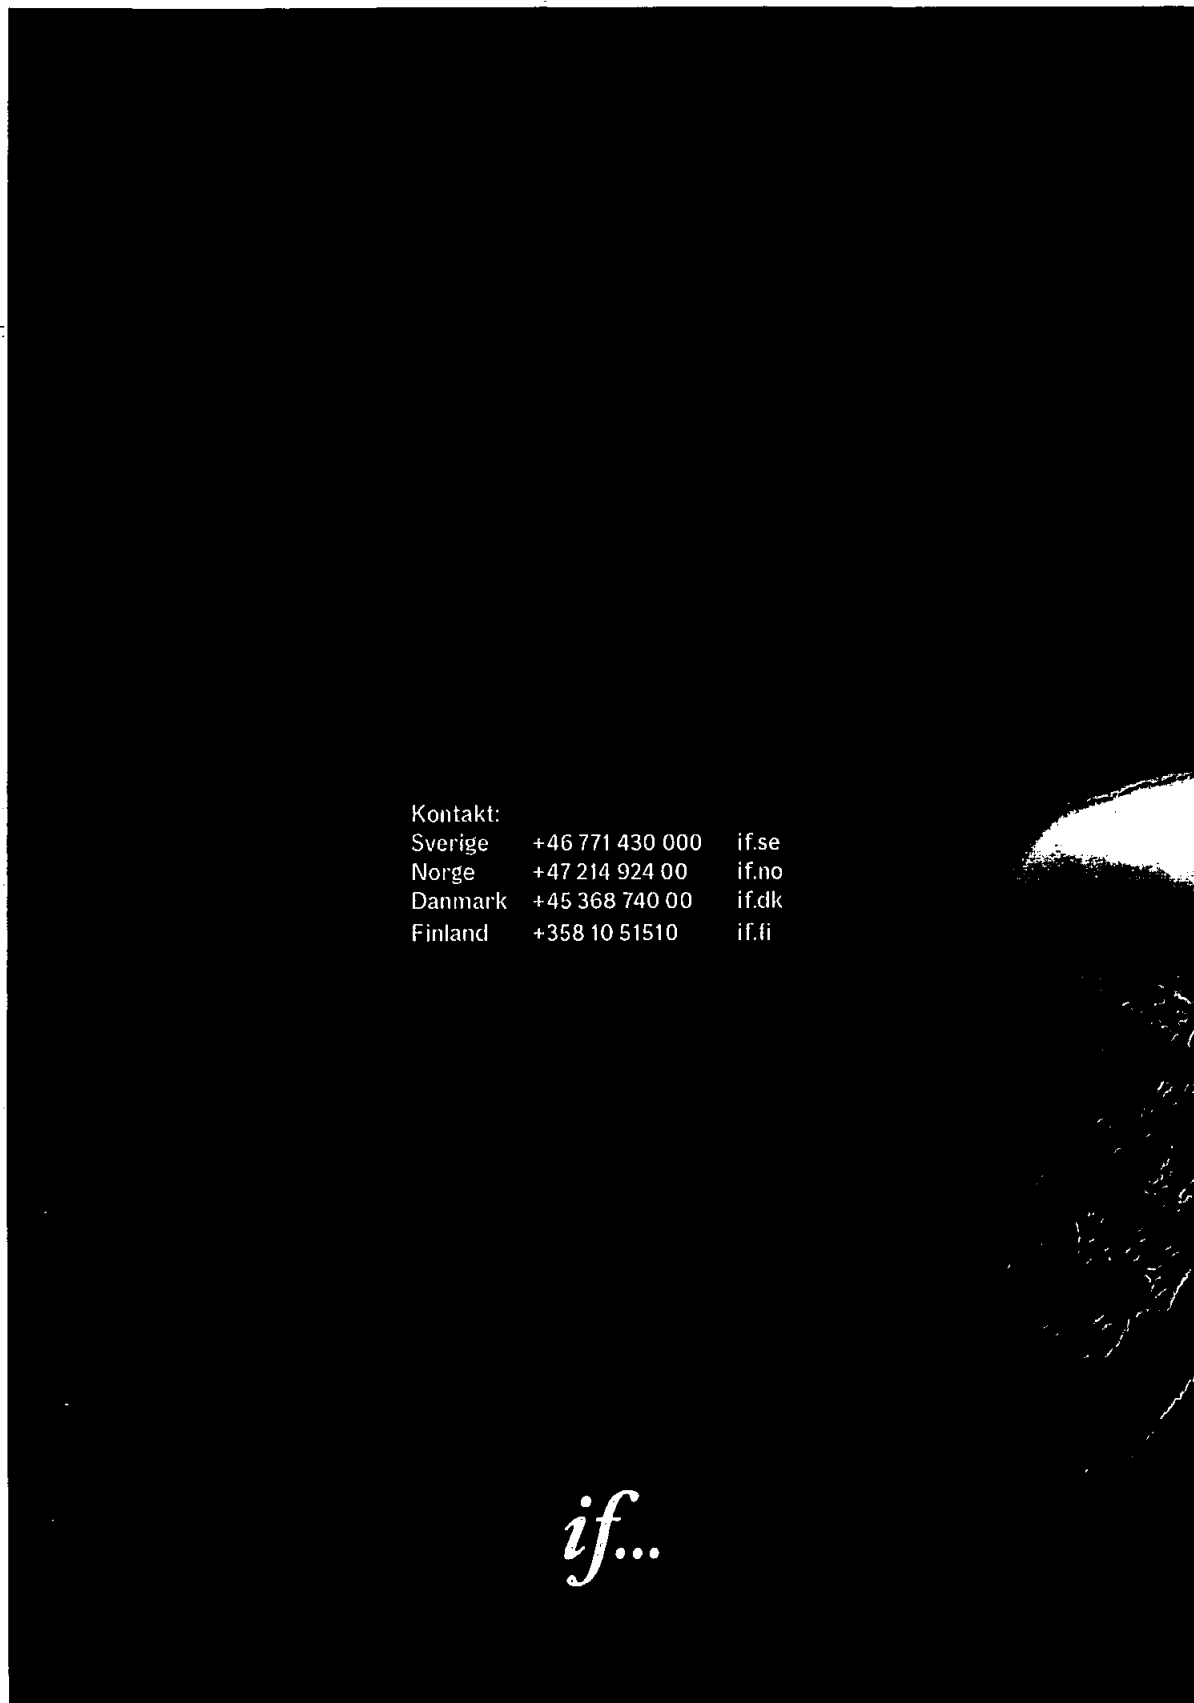 Kontakt:
Sverige +46 771 430 000 if.se
Norge +47 214 924 00 if.no
Danmark +45 368 740 00 if.dk
Finland +358 10 51510 if.fi
if...